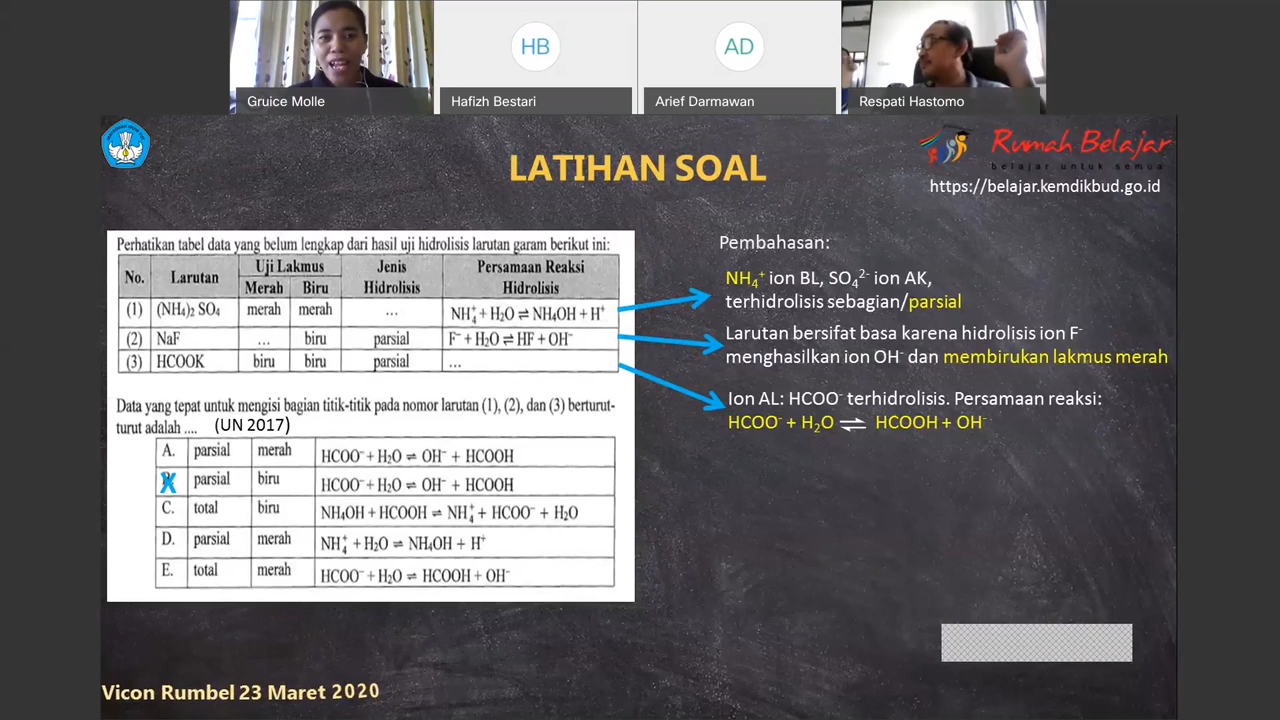 HB
AD
Gruice Molle
Hafizh Bestari
Arief Darmawan
Respati Hastomo
LATIHAN SOAL
Rumah Belajar
belajar untuk semua
https://belajar.kemdikbud.go.id
Perhatikan tabel data yang belum lengkap dari hasil uji hidrolisis larutan garam berikut ini:
No. Larutan Uji Lakmus Jenis Hidrolisis Persamaan Reaksi Hidrolisis
Merah Biru
(1) (NH₄)₂ SO₄ merah merah ... NH₄⁺ + H₂O ⇌ NH₄OH + H⁺
(2) NaF ... biru parsial F⁻ + H₂O ⇌ HF + OH⁻
(3) HCOOK biru biru parsial ...
Data yang tepat untuk mengisi bagian titik-titik pada nomor larutan (1), (2), dan (3) berturut-
turut adalah .... (UN 2017)
A. parsial merah HCOO⁻ + H₂O ⇌ OH⁻ + HCOOH
parsial biru HCOO⁻ + H₂O ⇌ OH⁻ + HCOOH
C. total biru NH₄OH + HCOOH ⇌ NH₄⁺ + HCOO⁻ + H₂O
D. parsial merah NH₄⁺ + H₂O ⇌ NH₄OH + H⁺
E. total merah HCOO⁻ + H₂O ⇌ HCOOH + OH⁻
Pembahasan:
NH₄⁺ ion BL, SO₄²⁻ ion AK,
terhidrolisis sebagian/parsial
Larutan bersifat basa karena hidrolisis ion F⁻
menghasilkan ion OH⁻ dan membirukan lakmus merah
Ion AL: HCOO⁻ terhidrolisis. Persamaan reaksi:
HCOO⁻ + H₂O ⇌ HCOOH + OH⁻
Vicon Rumbel 23 Maret 2020